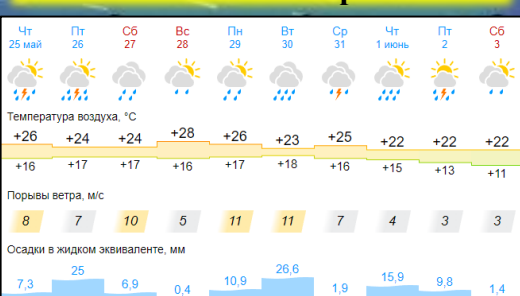 Чт Пт Сб Вс Пн Вт Ср Чт Пт Сб
25 май 26 27 28 29 30 31 1 июнь 2 3
Температура воздуха, °C
+26 +24 +24 +28 +26 +23 +25 +22 +22 +22
+16 +17 +17 +16 +17 +18 +16 +15 +13 +11
Порывы ветра, м/с
8 7 10 5 11 11 7 4 3 3
Осадки в жидком эквиваленте, мм
7,3 25 6,9 0,4 10,9 26,6 1,9 15,9 9,8 1,4